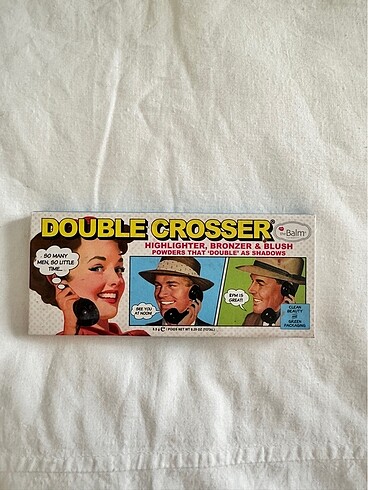 DOUBLE CROSSER®
theBalm®
HIGHLIGHTER, BRONZER & BLUSH
POWDERS THAT 'DOUBLE' AS SHADOWS
SO MANY
MEN, SO LITTLE
TIME...
SEE YOU
AT NOON!
8PM IS
GREAT!
CLEAN
BEAUTY
GREEN
PACKAGING